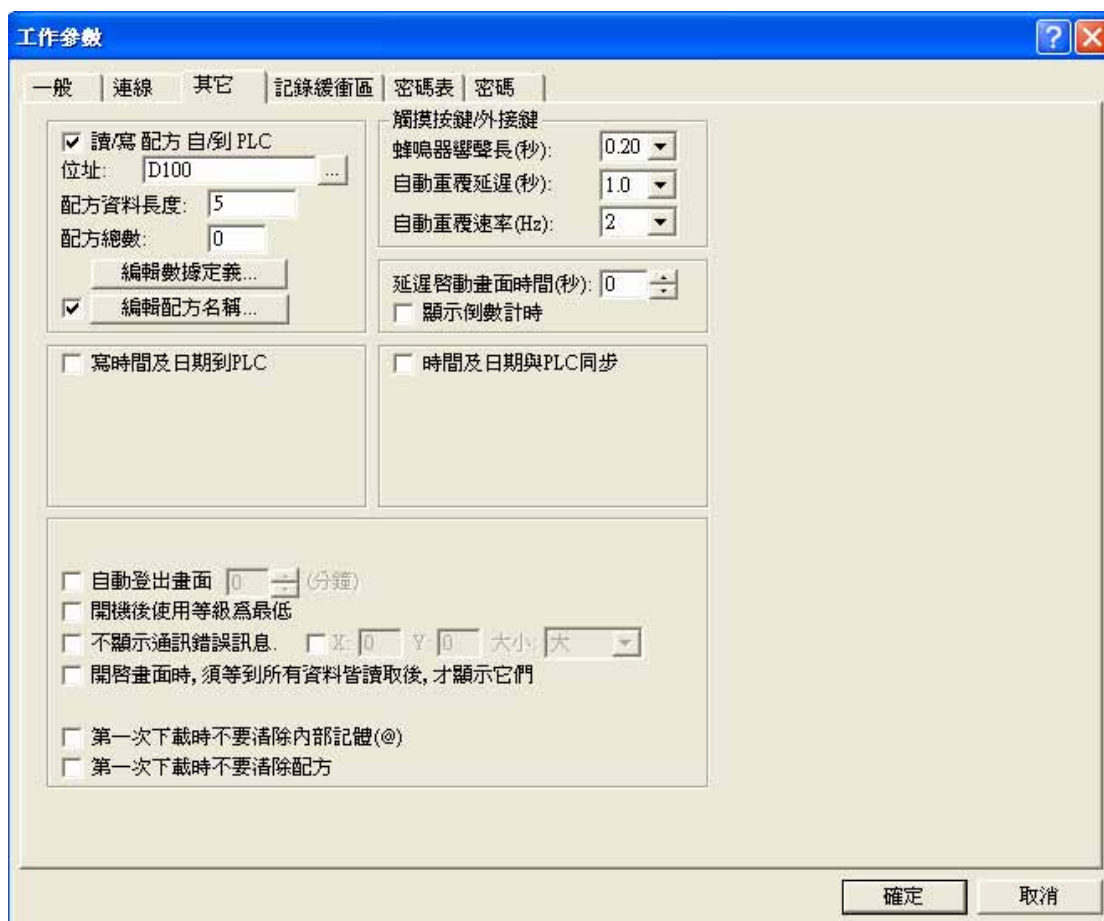 工作參數
一般 連線 其它 記錄緩衝區 密碼表 密碼
讀/寫 配方 自/到 PLC
位址: D100 ...
配方資料長度: 5
配方總數: 0
編輯數據定義...
編輯配方名稱...
觸摸按鍵/外接鍵
蜂鳴器響聲長(秒): 0.20
自動重覆延遲(秒): 1.0
自動重覆速率(Hz): 2
延遲啓動畫面時間(秒): 0
顯示倒數計時
寫時間及日期到PLC
時間及日期與PLC同步
自動登出畫面 0 (分鐘)
開機後使用等級爲最低
不顯示通訊錯誤訊息. X: 0 Y: 0 大小: 大
開啓畫面時, 須等到所有資料皆讀取後, 才顯示它們
第一次下載時不要清除內部記體(@)
第一次下載時不要清除配方
確定 取消